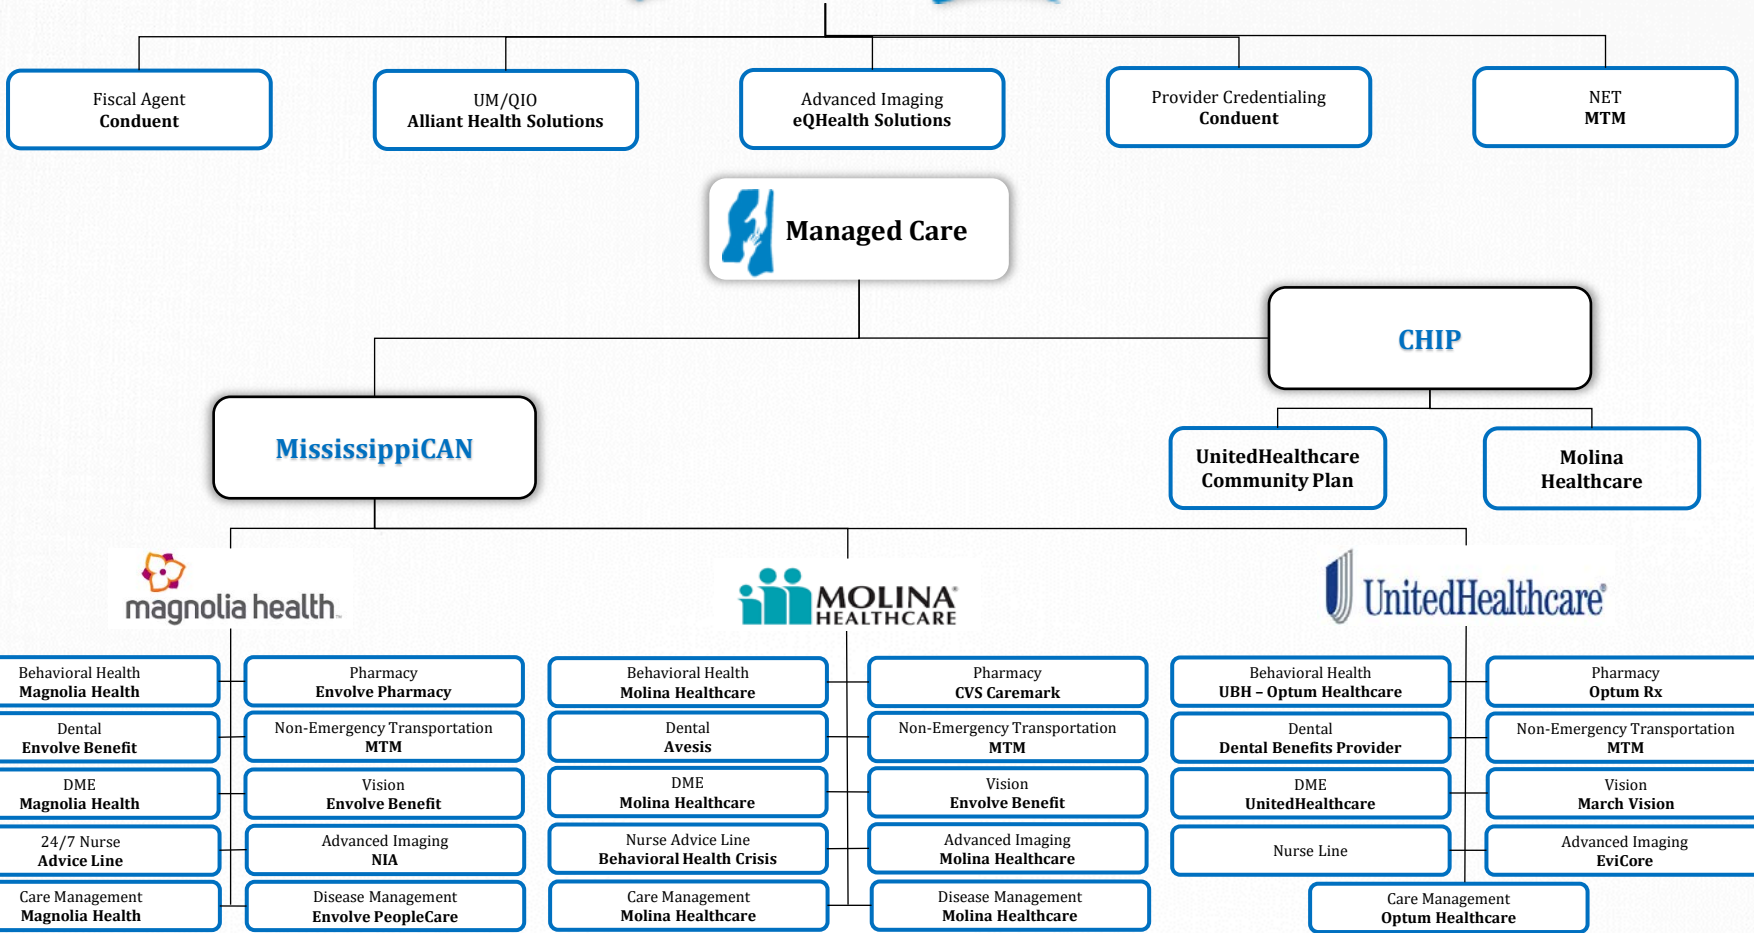 Fiscal Agent
Conduent
UM/QIO
Alliant Health Solutions
Advanced Imaging
eQHealth Solutions
Provider Credentialing
Conduent
NET
MTM
Managed Care
CHIP
MississippiCAN
UnitedHealthcare
Community Plan
Molina
Healthcare
magnolia health™
MOLINA®
HEALTHCARE
UnitedHealthcare®
Behavioral Health
Magnolia Health
Pharmacy
Envolve Pharmacy
Dental
Envolve Benefit
Non-Emergency Transportation
MTM
DME
Magnolia Health
Vision
Envolve Benefit
24/7 Nurse
Advice Line
Advanced Imaging
NIA
Care Management
Magnolia Health
Disease Management
Envolve PeopleCare
Behavioral Health
Molina Healthcare
Pharmacy
CVS Caremark
Dental
Avesis
Non-Emergency Transportation
MTM
DME
Molina Healthcare
Vision
Envolve Benefit
Nurse Advice Line
Behavioral Health Crisis
Advanced Imaging
Molina Healthcare
Care Management
Molina Healthcare
Disease Management
Molina Healthcare
Behavioral Health
UBH – Optum Healthcare
Pharmacy
Optum Rx
Dental
Dental Benefits Provider
Non-Emergency Transportation
MTM
DME
UnitedHealthcare
Vision
March Vision
Nurse Line
Advanced Imaging
EviCore
Care Management
Optum Healthcare